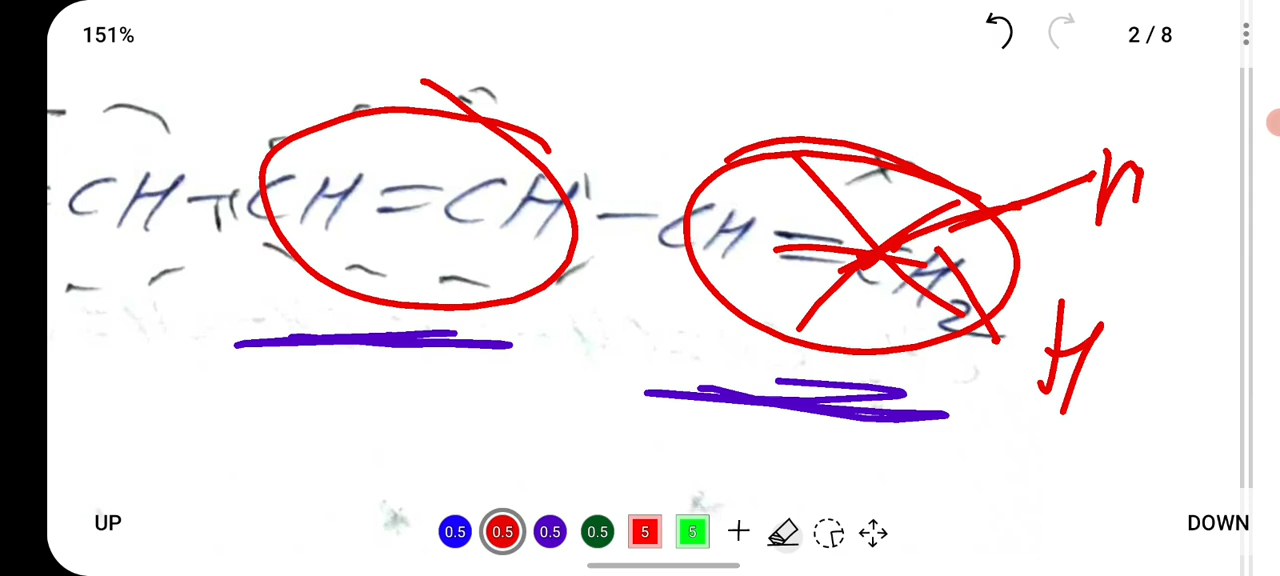 151%
2 / 8
CH - CH = CH - CH = CH2
n
H
UP
0.5 0.5 0.5 0.5 5 5
DOWN